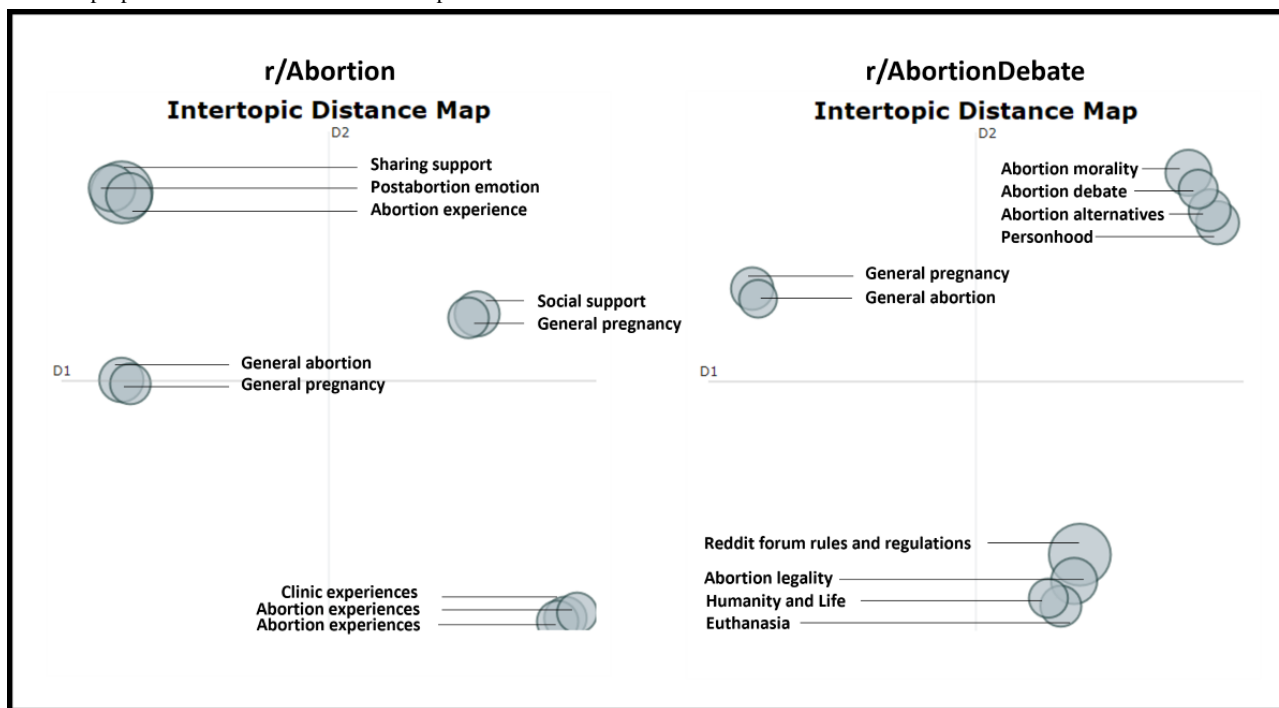 r/Abortion
Intertopic Distance Map
D2
Sharing support
Postabortion emotion
Abortion experience
Social support
General pregnancy
General abortion
D1
General pregnancy
Clinic experiences
Abortion experiences
Abortion experiences
r/AbortionDebate
Intertopic Distance Map
D2
Abortion morality
Abortion debate
Abortion alternatives
Personhood
General pregnancy
General abortion
D1
Reddit forum rules and regulations
Abortion legality
Humanity and Life
Euthanasia